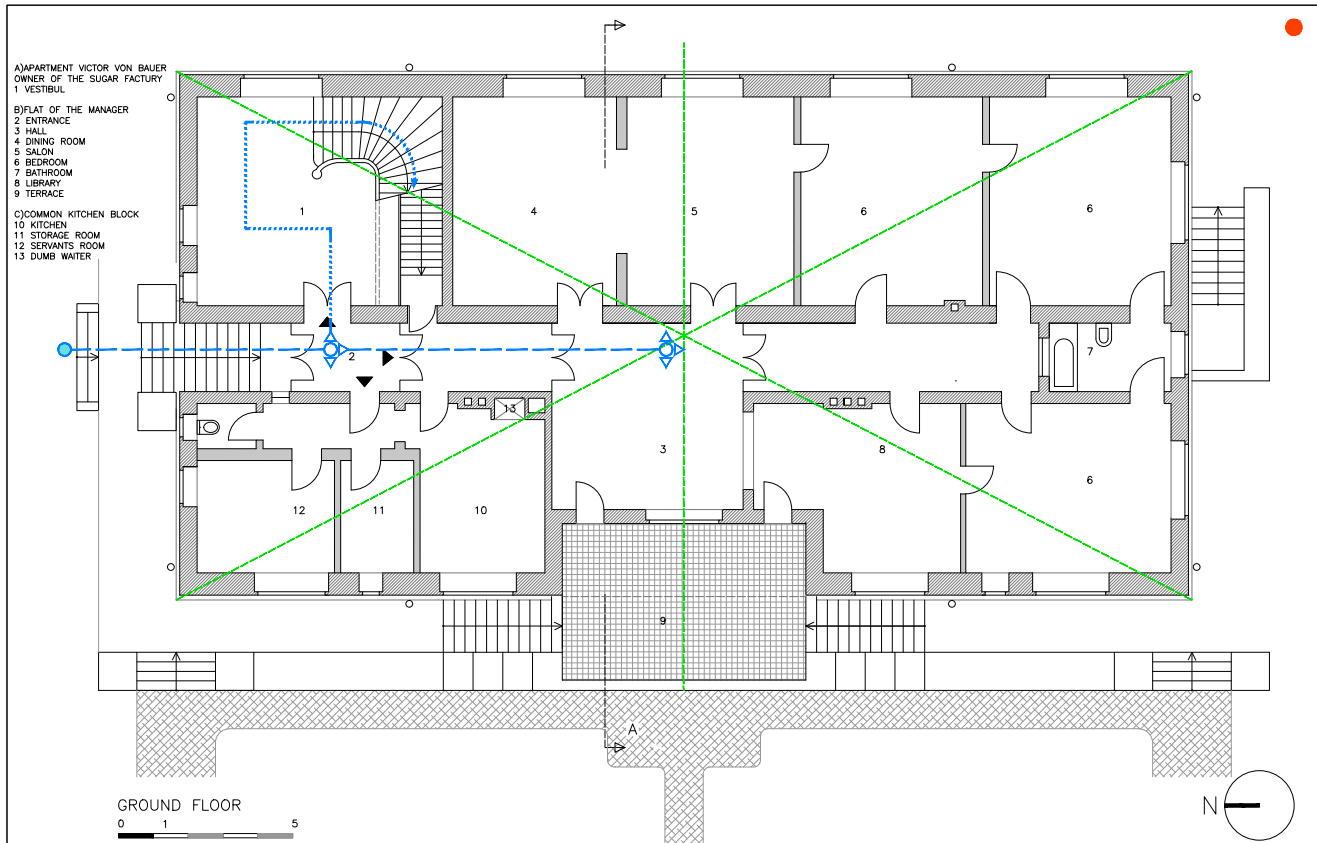 A)APARTMENT VICTOR VON BAUER
OWNER OF THE SUGAR FACTURY
1 VESTIBUL
B)FLAT OF THE MANAGER
2 ENTRANCE
3 HALL
4 DINING ROOM
5 SALON
6 BEDROOM
7 BATHROOM
8 LIBRARY
9 TERRACE
C)COMMON KITCHEN BLOCK
10 KITCHEN
11 STORAGE ROOM
12 SERVANTS ROOM
13 DUMB WAITER
1
4
5
6
6
2
7
13
3
8
6
12
11
10
9
A
GROUND FLOOR
0 1 5
N